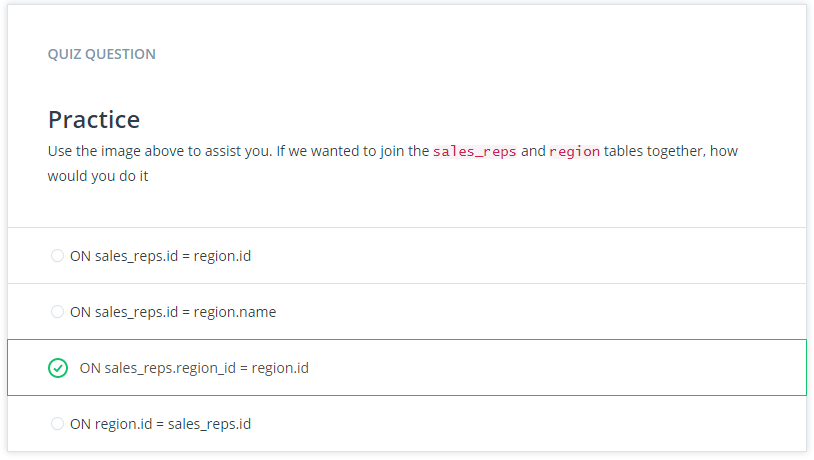 QUIZ QUESTION
Practice
Use the image above to assist you. If we wanted to join the sales_reps and region tables together, how
would you do it
ON sales_reps.id = region.id
ON sales_reps.id = region.name
ON sales_reps.region_id = region.id
ON region.id = sales_reps.id